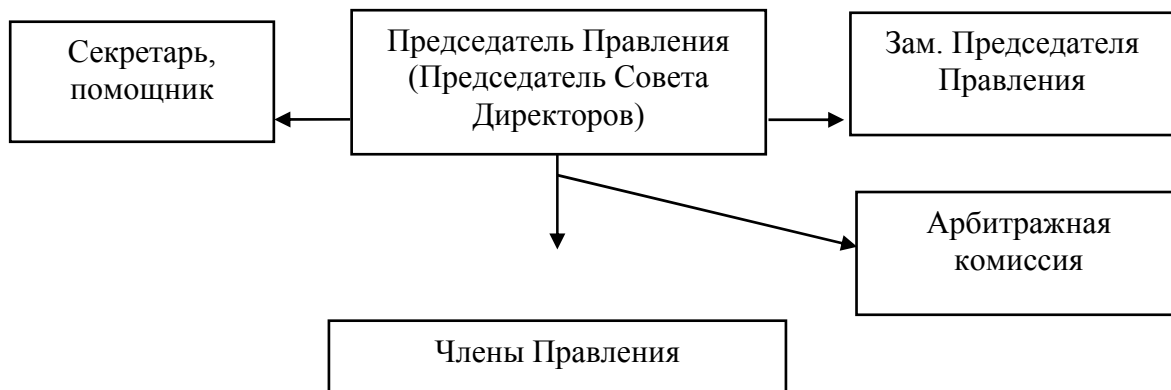 Секретарь,
помощник
Председатель Правления
(Председатель Совета
Директоров)
Зам. Председателя
Правления
Арбитражная
комиссия
Члены Правления